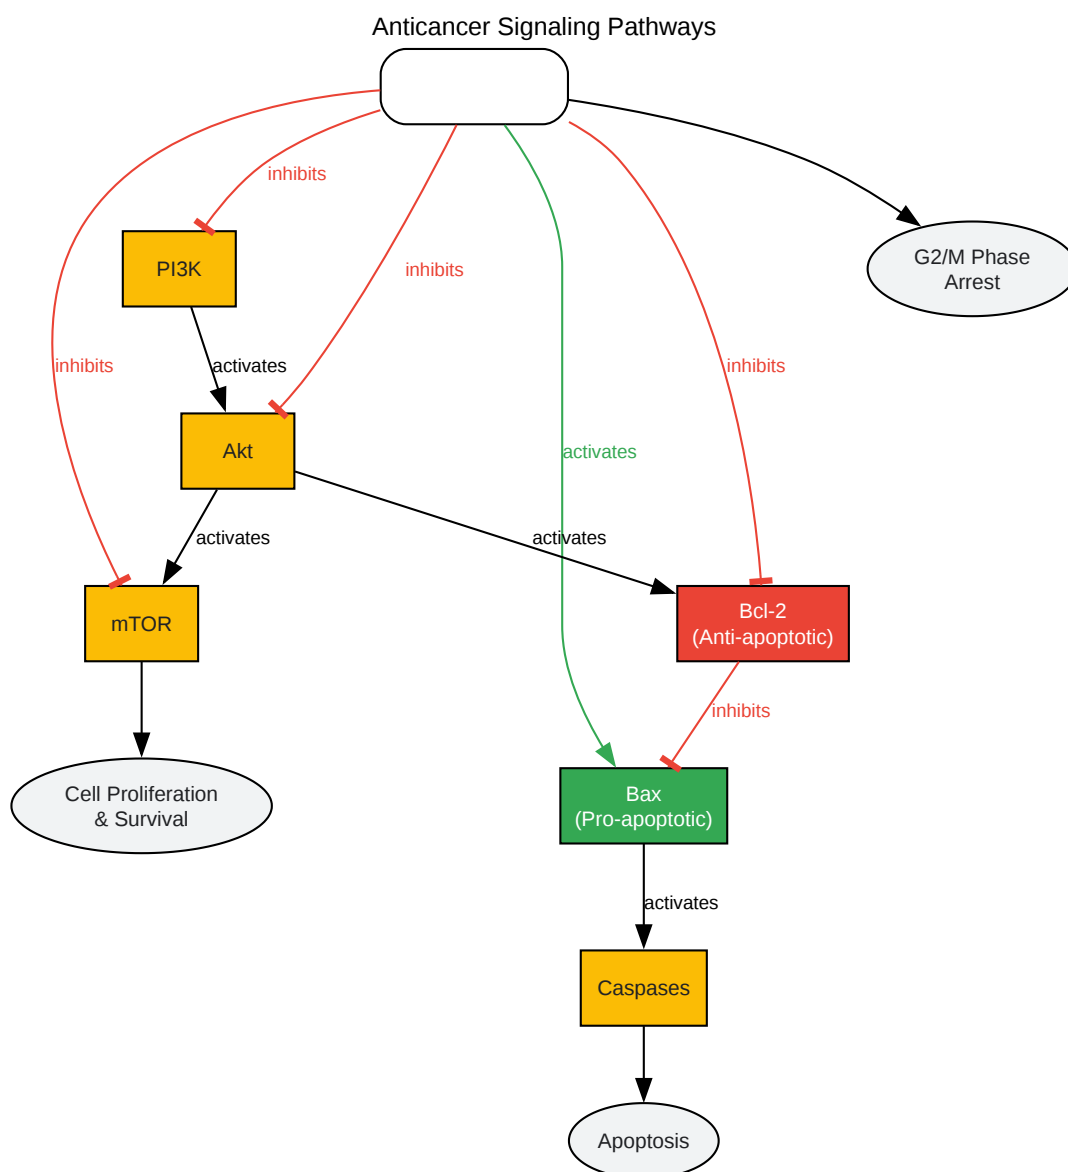 Anticancer Signaling Pathways
inhibits
PI3K
G2/M Phase
Arrest
inhibits
inhibits
activates
inhibits
Akt
activates
activates
activates
mTOR
Bcl-2
(Anti-apoptotic)
inhibits
Cell Proliferation
& Survival
Bax
(Pro-apoptotic)
activates
Caspases
Apoptosis